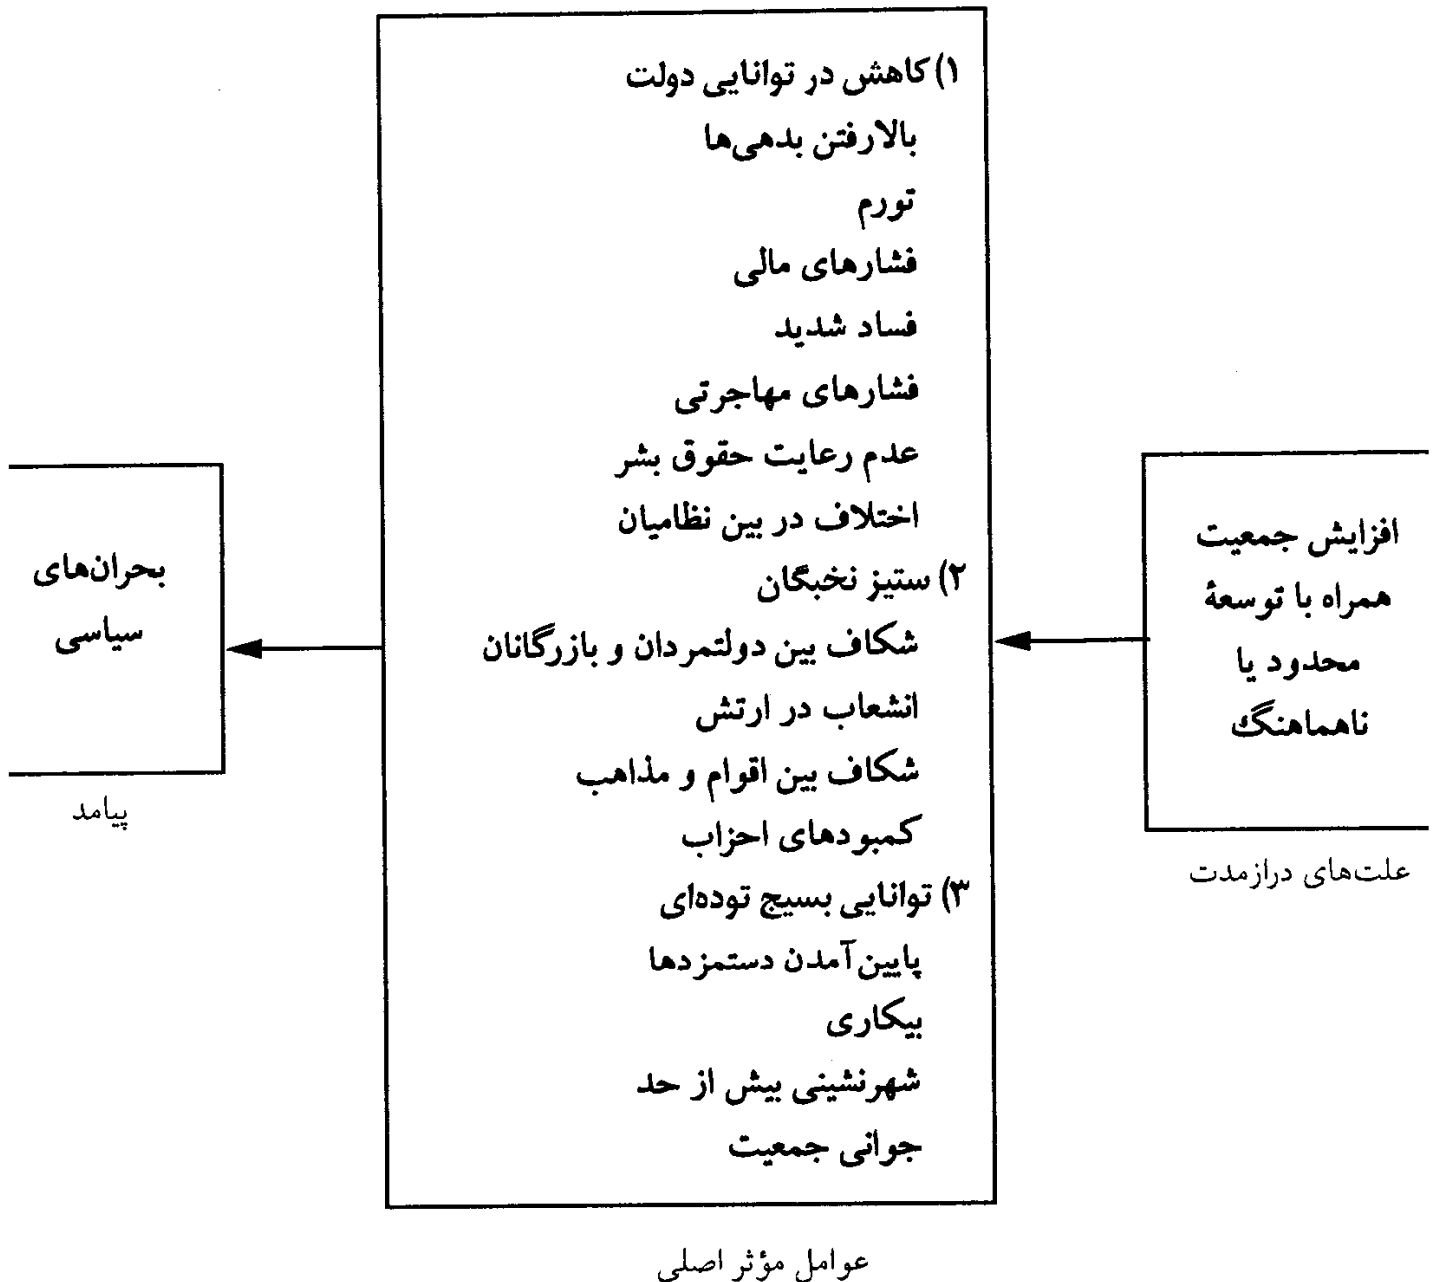 افزایش جمعیت
همراه با توسعهٔ
محدود یا
ناهماهنگ
علت‌های درازمدت
۱) کاهش در توانایی دولت
بالارفتن بدهی‌ها
تورم
فشارهای مالی
فساد شدید
فشارهای مهاجرتی
عدم رعایت حقوق بشر
اختلاف در بین نظامیان
۲) ستیز نخبگان
شکاف بین دولتمردان و بازرگانان
انشعاب در ارتش
شکاف بین اقوام و مذاهب
کمبودهای احزاب
۳) توانایی بسیج توده‌ای
پایین‌آمدن دستمزدها
بیکاری
شهرنشینی بیش از حد
جوانی جمعیت
عوامل مؤثر اصلی
بحران‌های
سیاسی
پیامد